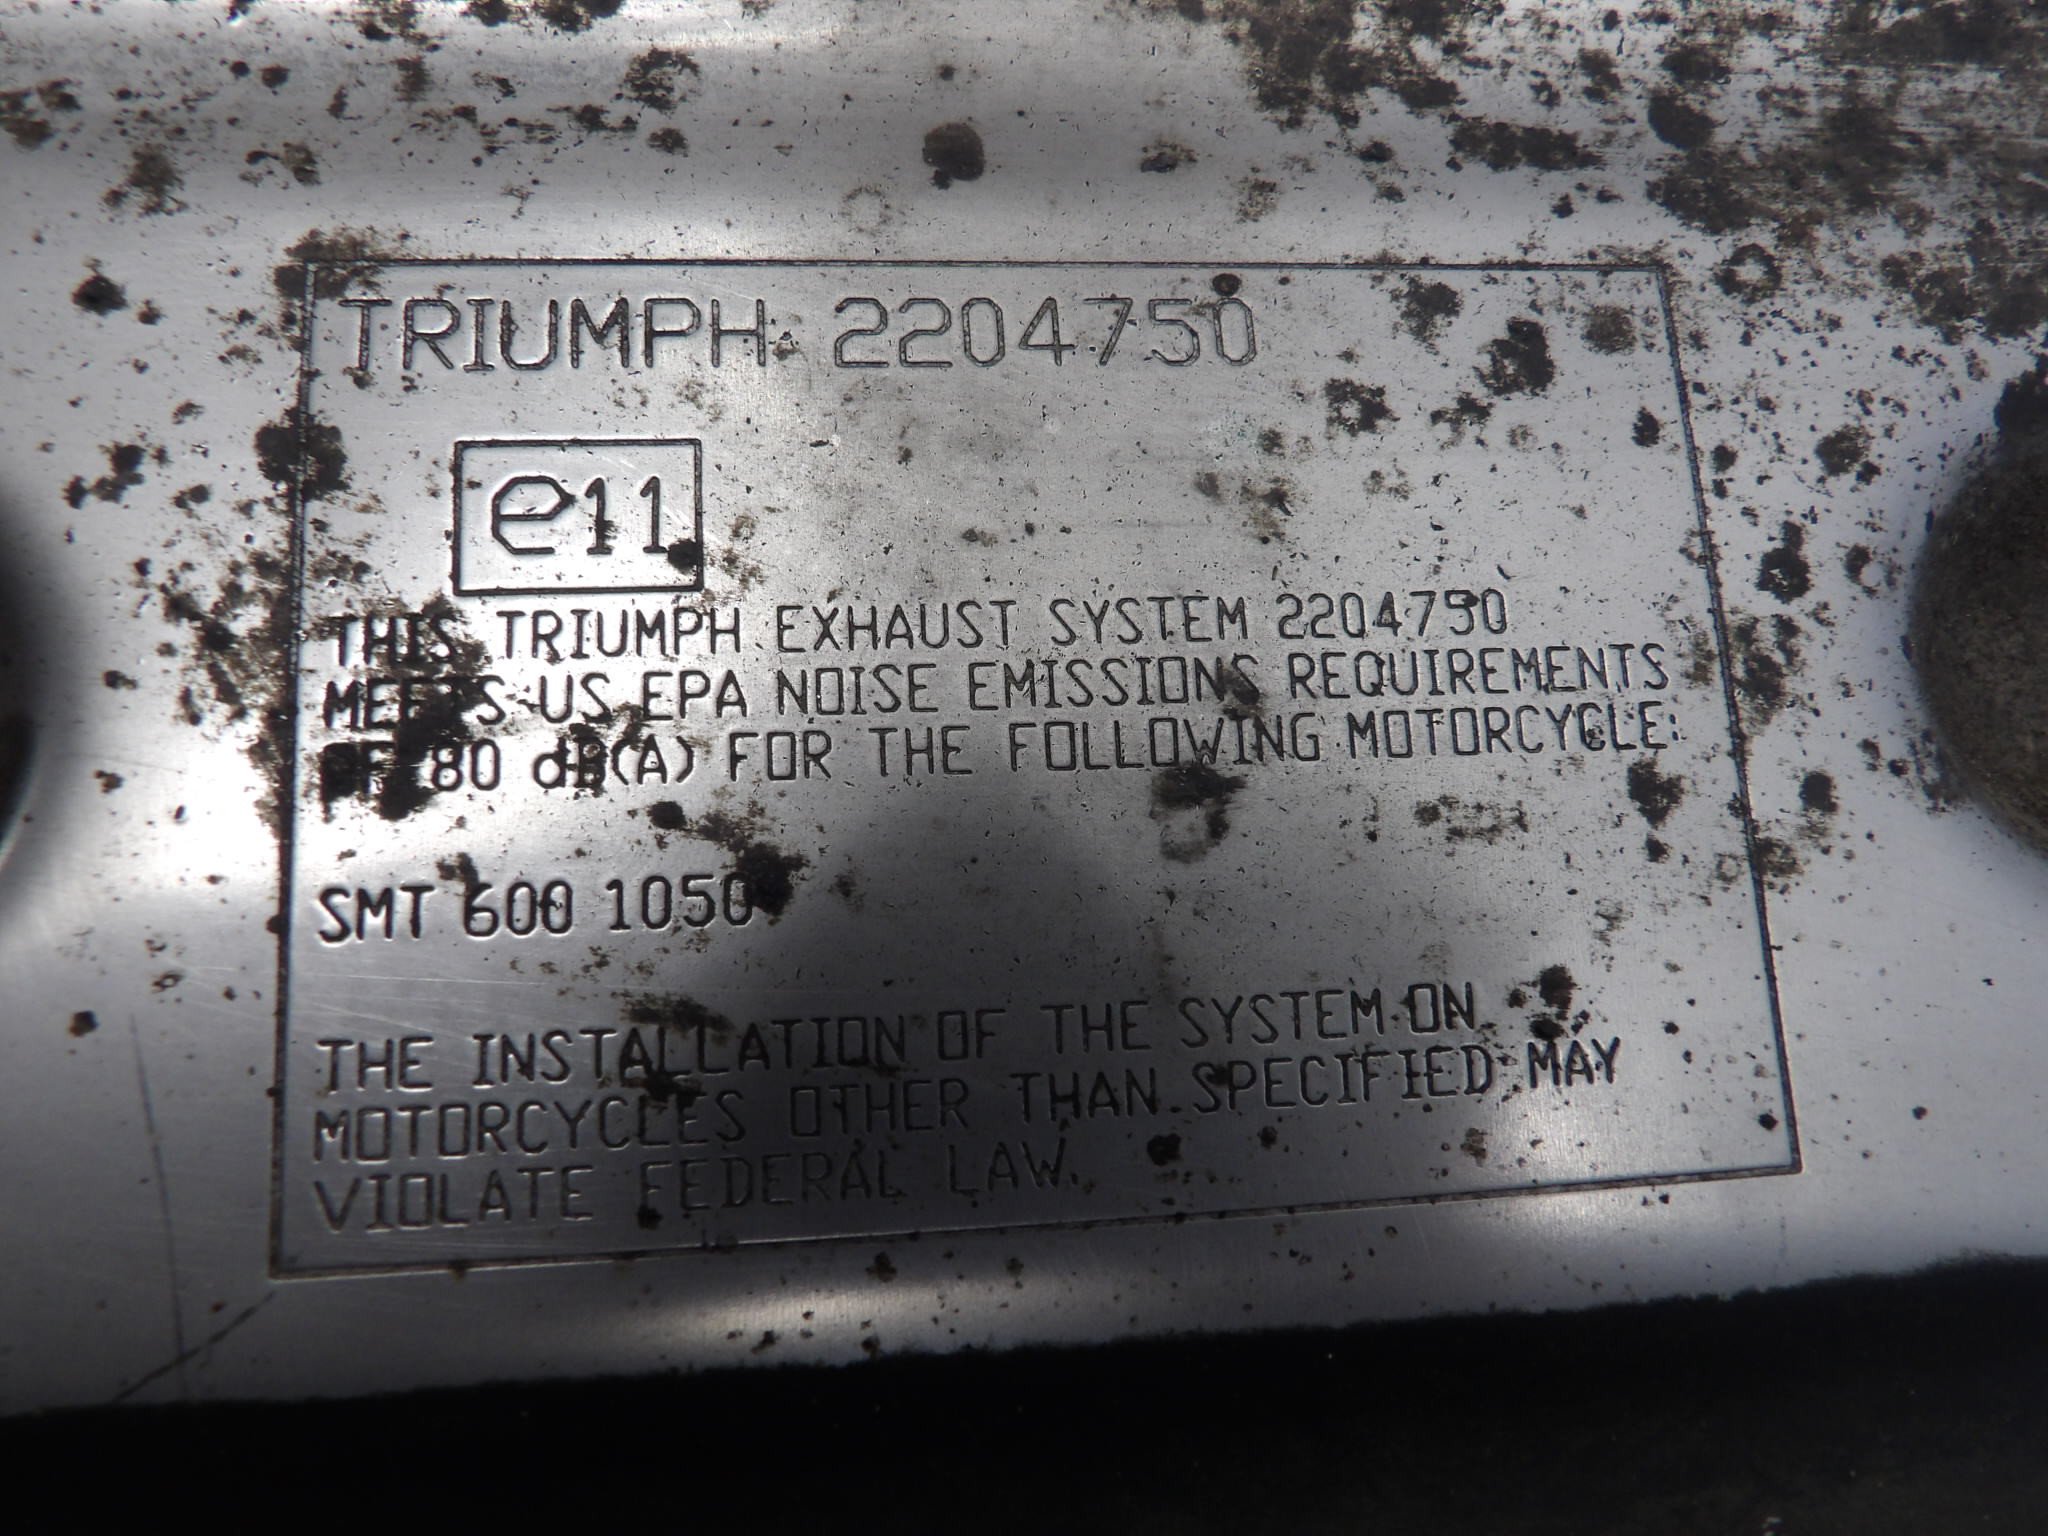 TRIUMPH 2204750
e11
THIS TRIUMPH EXHAUST SYSTEM 2204750
MEETS US EPA NOISE EMISSIONS REQUIREMENTS
OF 80 dB(A) FOR THE FOLLOWING MOTORCYCLE:
SMT 600 1050
THE INSTALLATION OF THE SYSTEM ON
MOTORCYCLES OTHER THAN SPECIFIED MAY
VIOLATE FEDERAL LAW.